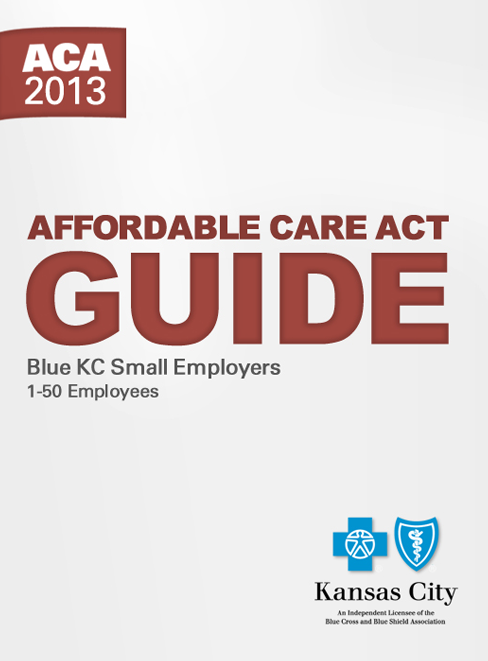 ACA
2013
AFFORDABLE CARE ACT
GUIDE
Blue KC Small Employers
1-50 Employees
Kansas City
An Independent Licensee of the
Blue Cross and Blue Shield Association